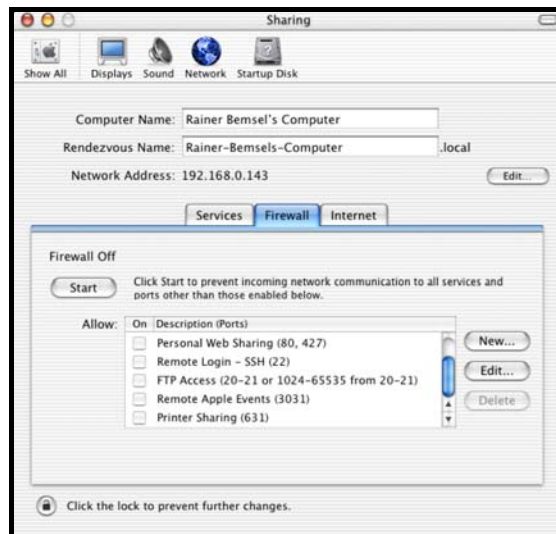 Sharing
Show All Displays Sound Network Startup Disk
Computer Name: Rainer Bemsel's Computer
Rendezvous Name: Rainer-Bemsels-Computer .local
Network Address: 192.168.0.143 Edit...
Services Firewall Internet
Firewall Off
Start Click Start to prevent incoming network communication to all services and
ports other than those enabled below.
Allow: On Description (Ports)
Personal Web Sharing (80, 427) New...
Remote Login - SSH (22)
FTP Access (20-21 or 1024-65535 from 20-21) Edit...
Remote Apple Events (3031) Delete
Printer Sharing (631)
Click the lock to prevent further changes.